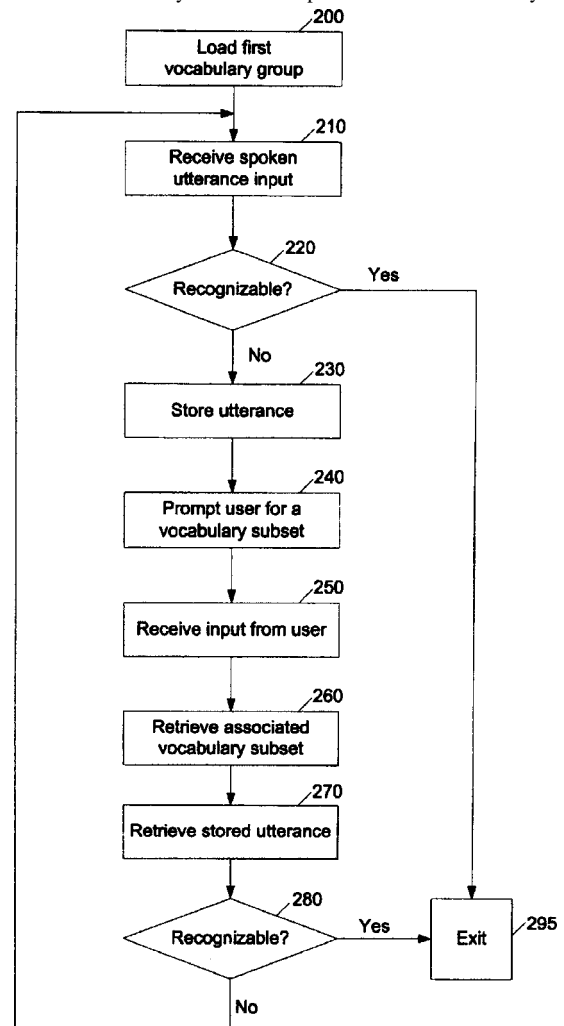 200
Load first
vocabulary group
210
Receive spoken
utterance input
220
Recognizable?
Yes
No
230
Store utterance
240
Prompt user for a
vocabulary subset
250
Receive input from user
260
Retrieve associated
vocabulary subset
270
Retrieve stored utterance
280
Recognizable?
Yes
Exit
295
No